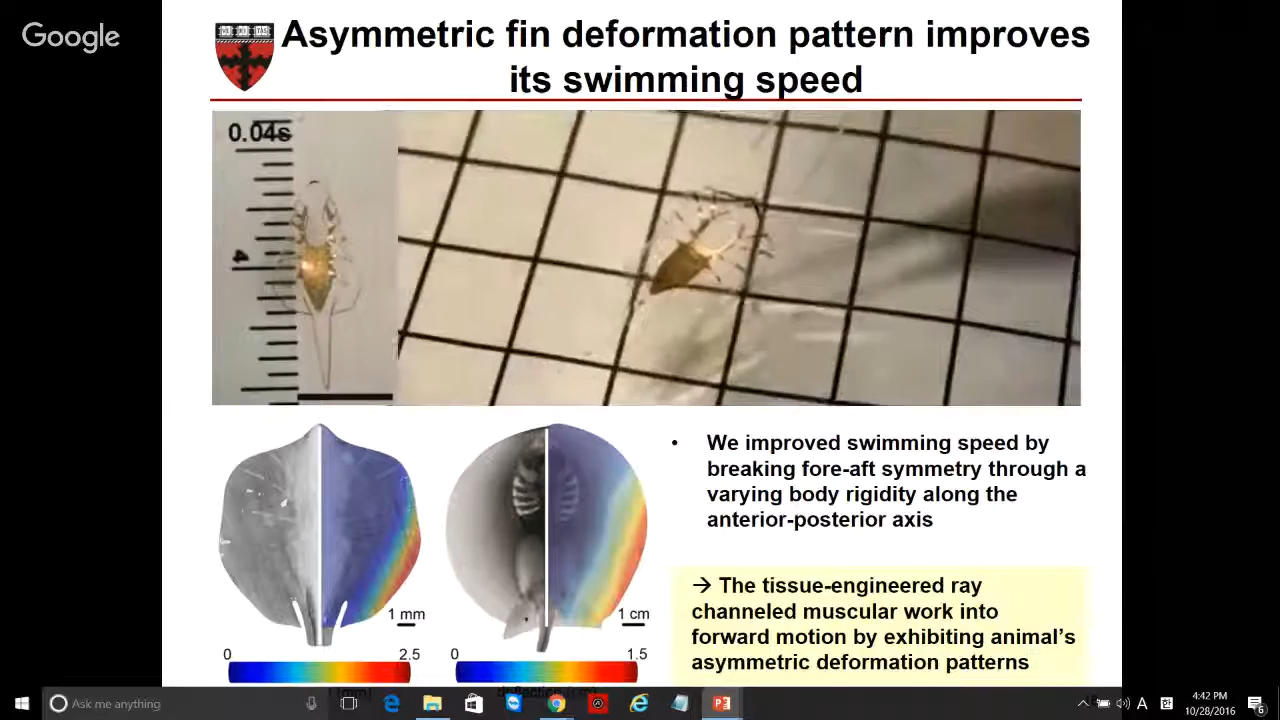 Google
Asymmetric fin deformation pattern improves
its swimming speed
0.04s
4
• We improved swimming speed by
breaking fore-aft symmetry through a
varying body rigidity along the
anterior-posterior axis
1 mm
1 cm
→ The tissue-engineered ray
channeled muscular work into
forward motion by exhibiting animal's
asymmetric deformation patterns
0 2.5
0 1.5
Ask me anything
A
4:42 PM
10/28/2016
6